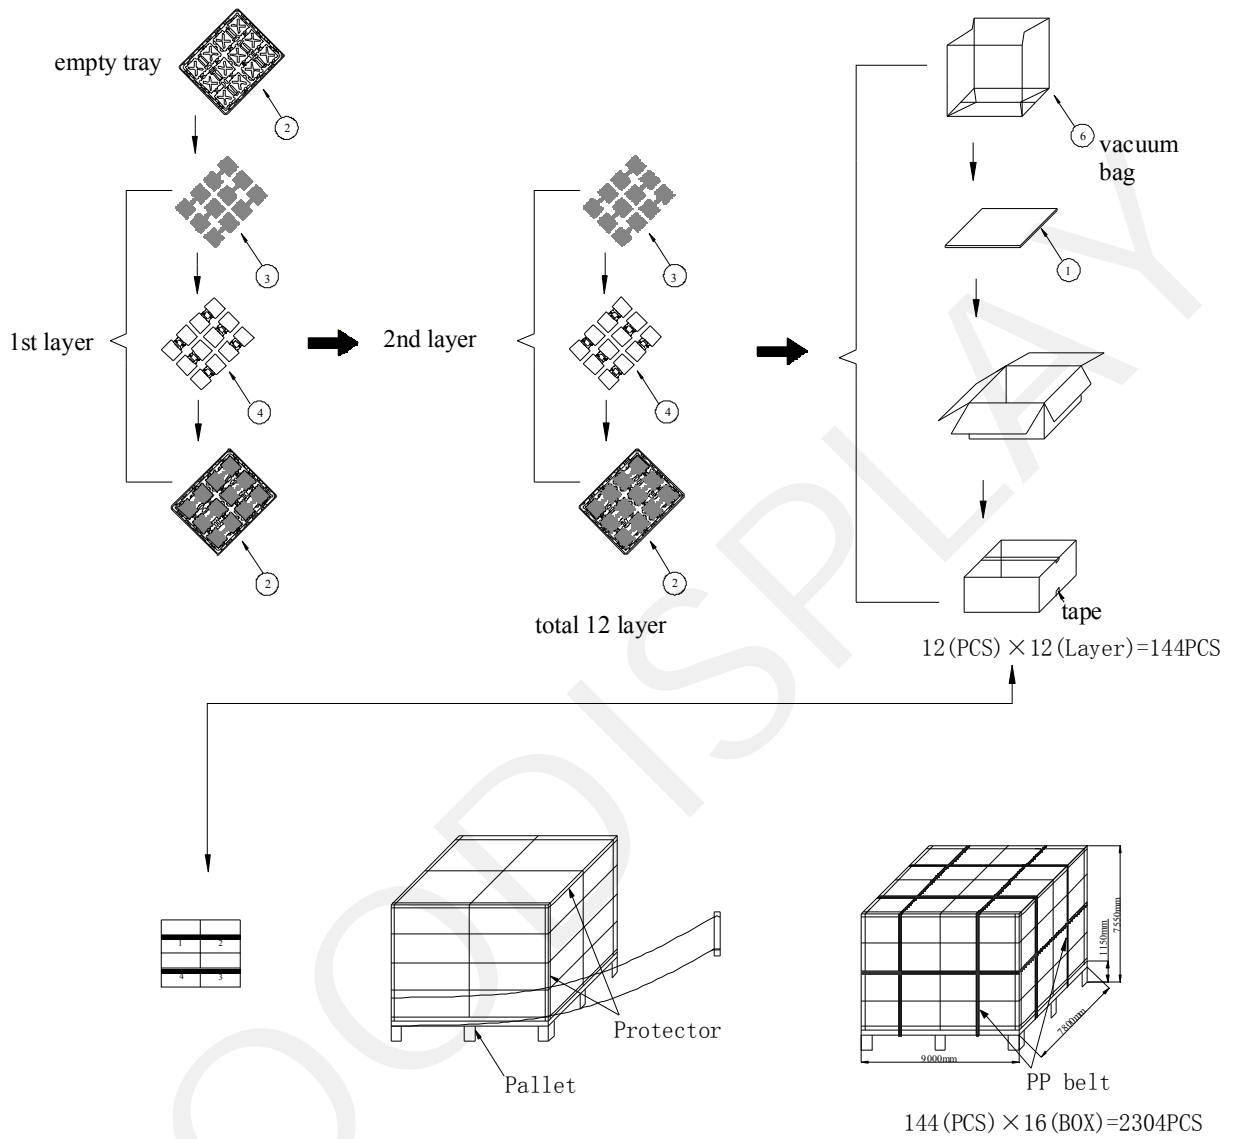 empty tray
2
6
vacuum
bag
3
3
1
1st layer
2nd layer
4
4
2
2
total 12 layer
tape
12(PCS)×12(Layer)=144PCS
1 2
4 3
Protector
Pallet
1150mm
7550mm
7800mm
9000mm
PP belt
144(PCS)×16(BOX)=2304PCS
OODISPLAY